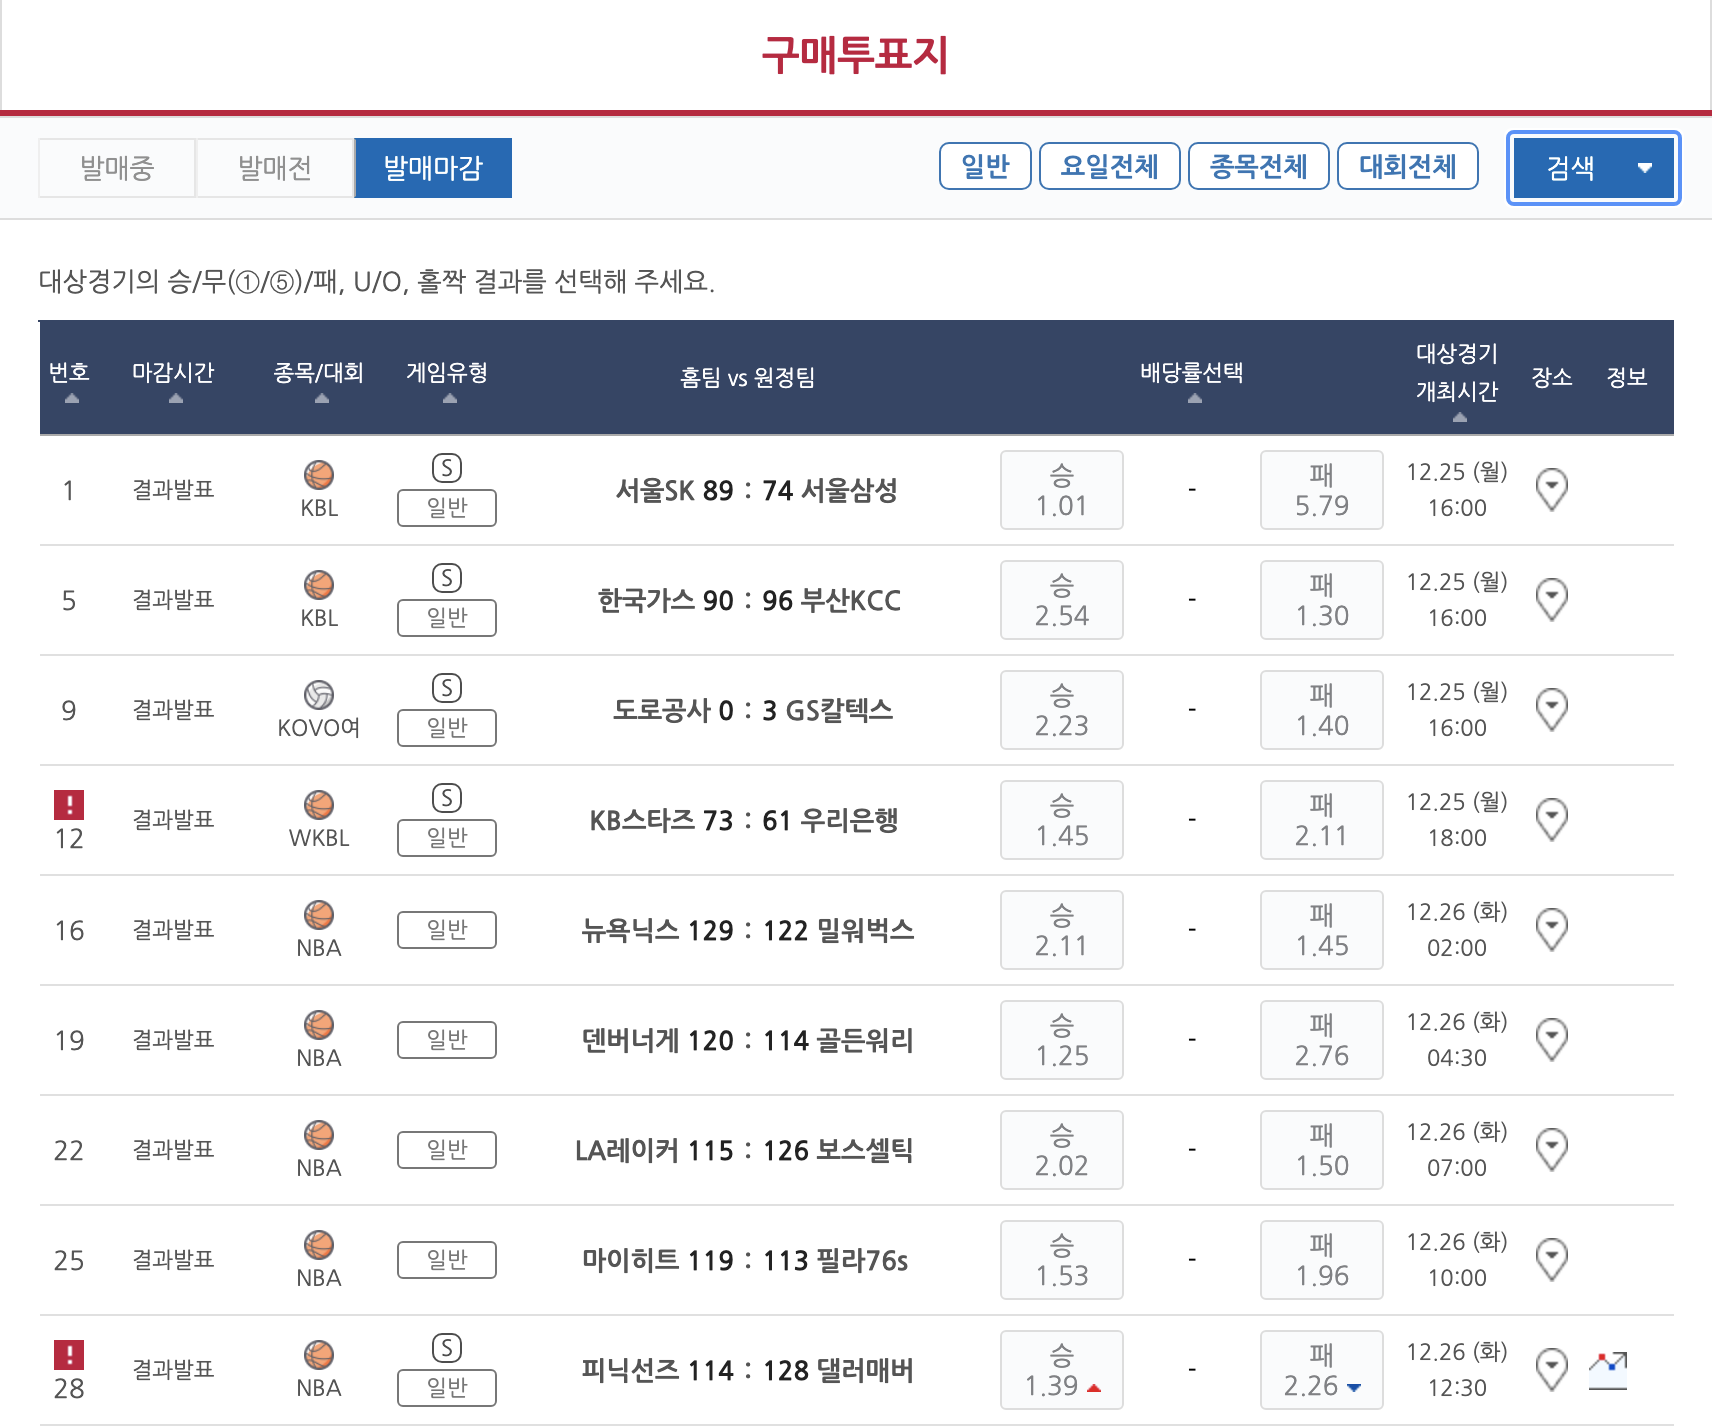 구매투표지
발매중 발매전 발매마감 일반 요일전체 종목전체 대회전체 검색
대상경기의 승/무(①/⑤)/패, U/O, 홀짝 결과를 선택해 주세요.
번호 마감시간 종목/대회 게임유형 홈팀 vs 원정팀 배당률선택 대상경기 개최시간 장소 정보
1 결과발표 KBL S 일반 서울SK 89 : 74 서울삼성 승 1.01 - 패 5.79 12.25 (월) 16:00
5 결과발표 KBL S 일반 한국가스 90 : 96 부산KCC 승 2.54 - 패 1.30 12.25 (월) 16:00
9 결과발표 KOVO여 S 일반 도로공사 0 : 3 GS칼텍스 승 2.23 - 패 1.40 12.25 (월) 16:00
! 12 결과발표 WKBL S 일반 KB스타즈 73 : 61 우리은행 승 1.45 - 패 2.11 12.25 (월) 18:00
16 결과발표 NBA 일반 뉴욕닉스 129 : 122 밀워벅스 승 2.11 - 패 1.45 12.26 (화) 02:00
19 결과발표 NBA 일반 덴버너게 120 : 114 골든워리 승 1.25 - 패 2.76 12.26 (화) 04:30
22 결과발표 NBA 일반 LA레이커 115 : 126 보스셀틱 승 2.02 - 패 1.50 12.26 (화) 07:00
25 결과발표 NBA 일반 마이히트 119 : 113 필라76s 승 1.53 - 패 1.96 12.26 (화) 10:00
! 28 결과발표 NBA S 일반 피닉선즈 114 : 128 댈러매버 승 1.39 - 패 2.26 12.26 (화) 12:30